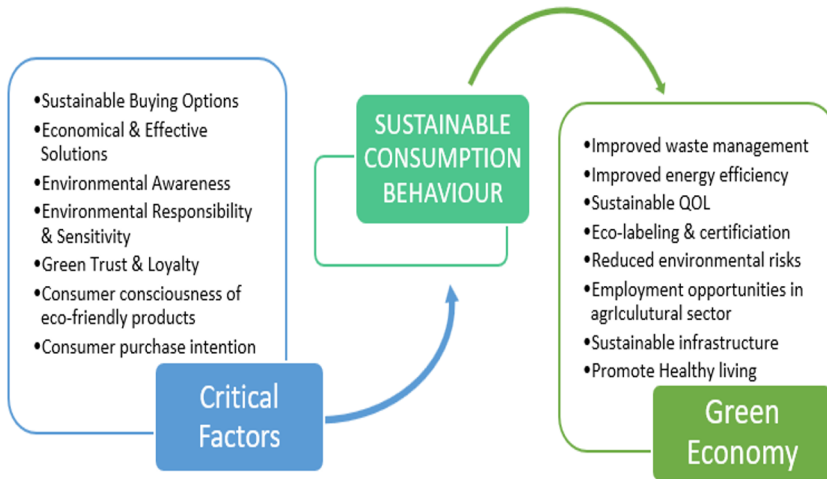 •Sustainable Buying Options
•Economical & Effective
Solutions
•Environmental Awareness
•Environmental Responsibility
& Sensitivity
•Green Trust & Loyalty
•Consumer consciousness of
eco-friendly products
•Consumer purchase intention
Critical
Factors
SUSTAINABLE
CONSUMPTION
BEHAVIOUR
•Improved waste management
•Improved energy efficiency
•Sustainable QOL
•Eco-labeling & certificiation
•Reduced environmental risks
•Employment opportunities in
agrIculutural sector
•Sustainable infrastructure
•Promote Healthy living
Green
Economy